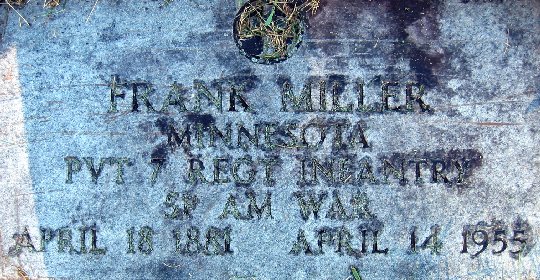 FRANK MILLER
MINNESOTA
PVT 7 REGT INFANTRY
SP AM WAR
APRIL 18 1881 APRIL 14 1955